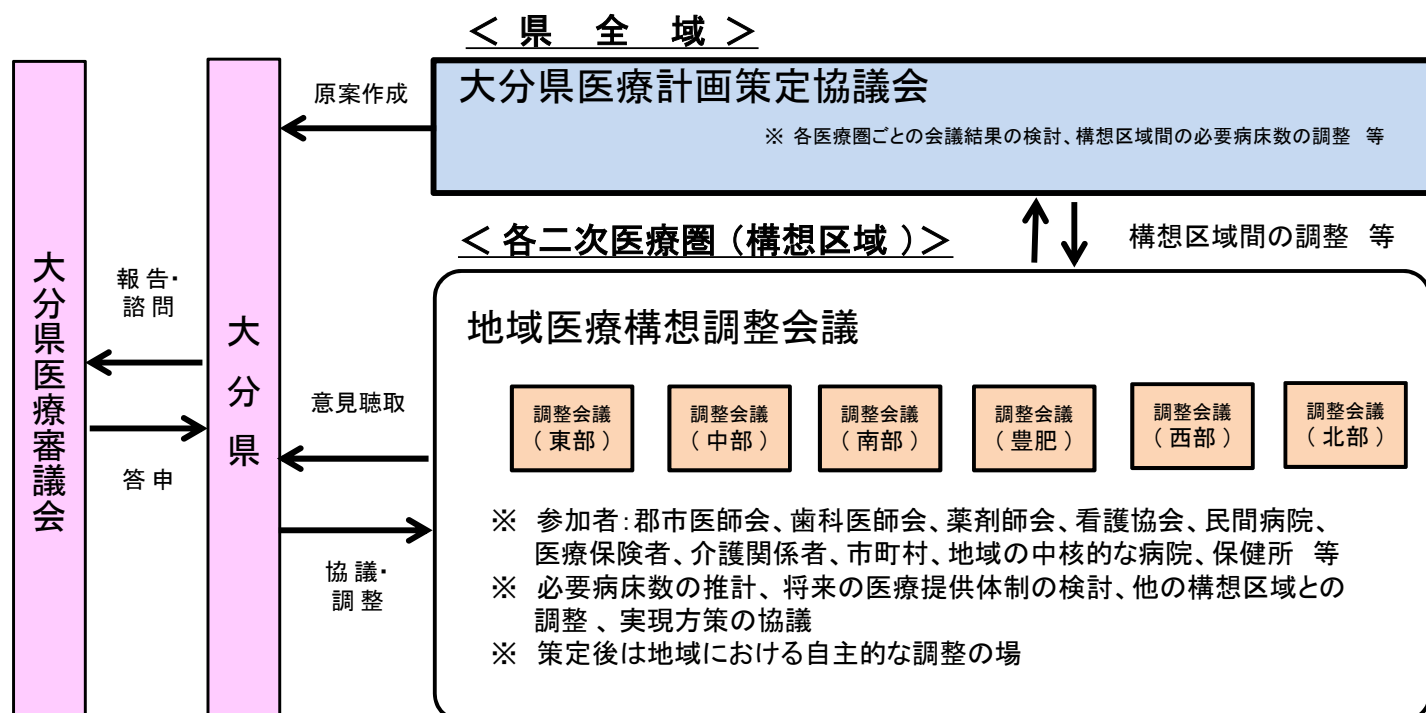 ＜ 県　全　域 ＞
大分県医療計画策定協議会
※ 各医療圏ごとの会議結果の検討、構想区域間の必要病床数の調整　等
原案作成
＜ 各二次医療圏（構想区域 ）＞
構想区域間の調整　等
大分県医療審議会
報 告・
諮 問
答 申
大分県
意見聴取
協 議・
調 整
地域医療構想調整会議
調整会議
（ 東部 ）
調整会議
（ 中部 ）
調整会議
（ 南部 ）
調整会議
（ 豊肥 ）
調整会議
（ 西部 ）
調整会議
（ 北部 ）
※　参加者：郡市医師会、歯科医師会、薬剤師会、看護協会、民間病院、
医療保険者、介護関係者、市町村、地域の中核的な病院、保健所　等
※　必要病床数の推計、将来の医療提供体制の検討、他の構想区域との
調整 、実現方策の協議
※　策定後は地域における自主的な調整の場